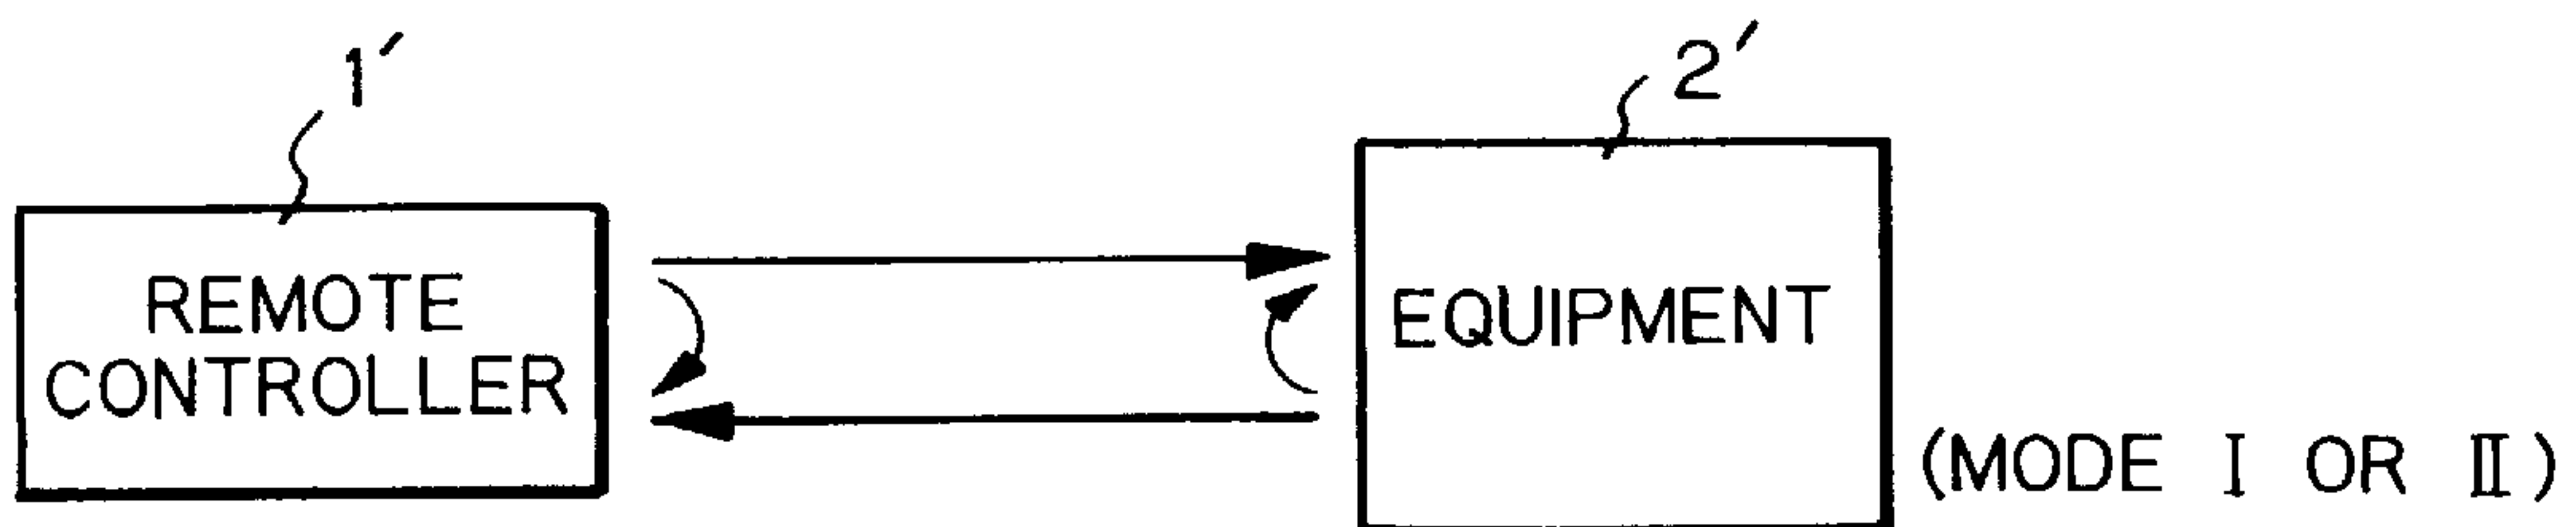 1′
2′
REMOTE
CONTROLLER
EQUIPMENT
(MODE I OR II)